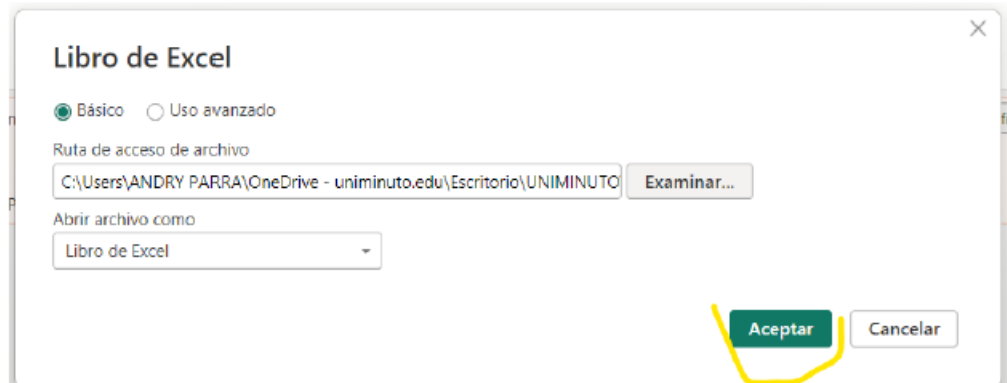 Libro de Excel
Básico Uso avanzado
Ruta de acceso de archivo
C:\Users\ANDRY PARRA\OneDrive - uniminuto.edu\Escritorio\UNIMINUTO Examinar...
Abrir archivo como
Libro de Excel
Aceptar Cancelar